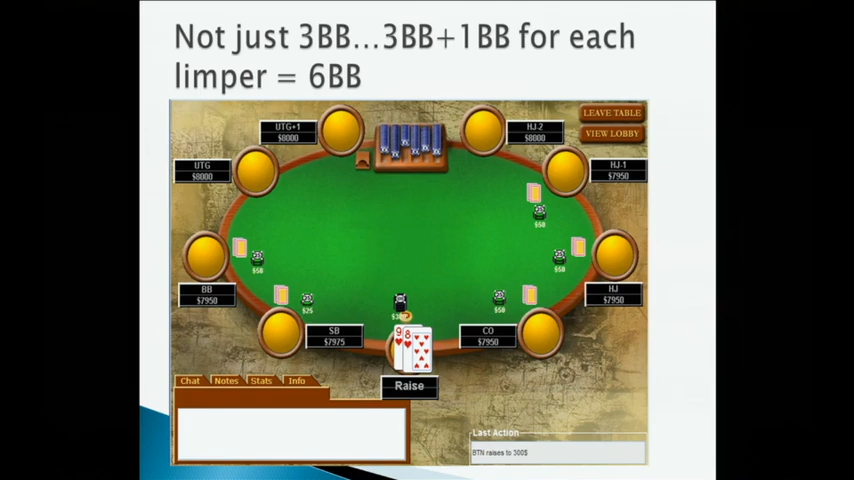 Not just 3BB...3BB+1BB for each
limper = 6BB
LEAVE TABLE
VIEW LOBBY
UTG+1
$8000
HJ-2
$8000
UTG
$8000
HJ-1
$7950
$50
BB
$7950
$50
$50
HJ
$7950
SB
$7975
$25
$50
CO
$7950
9
8
Raise
Chat
Notes
Stats
Info
Last Action
BTN raises to 300$